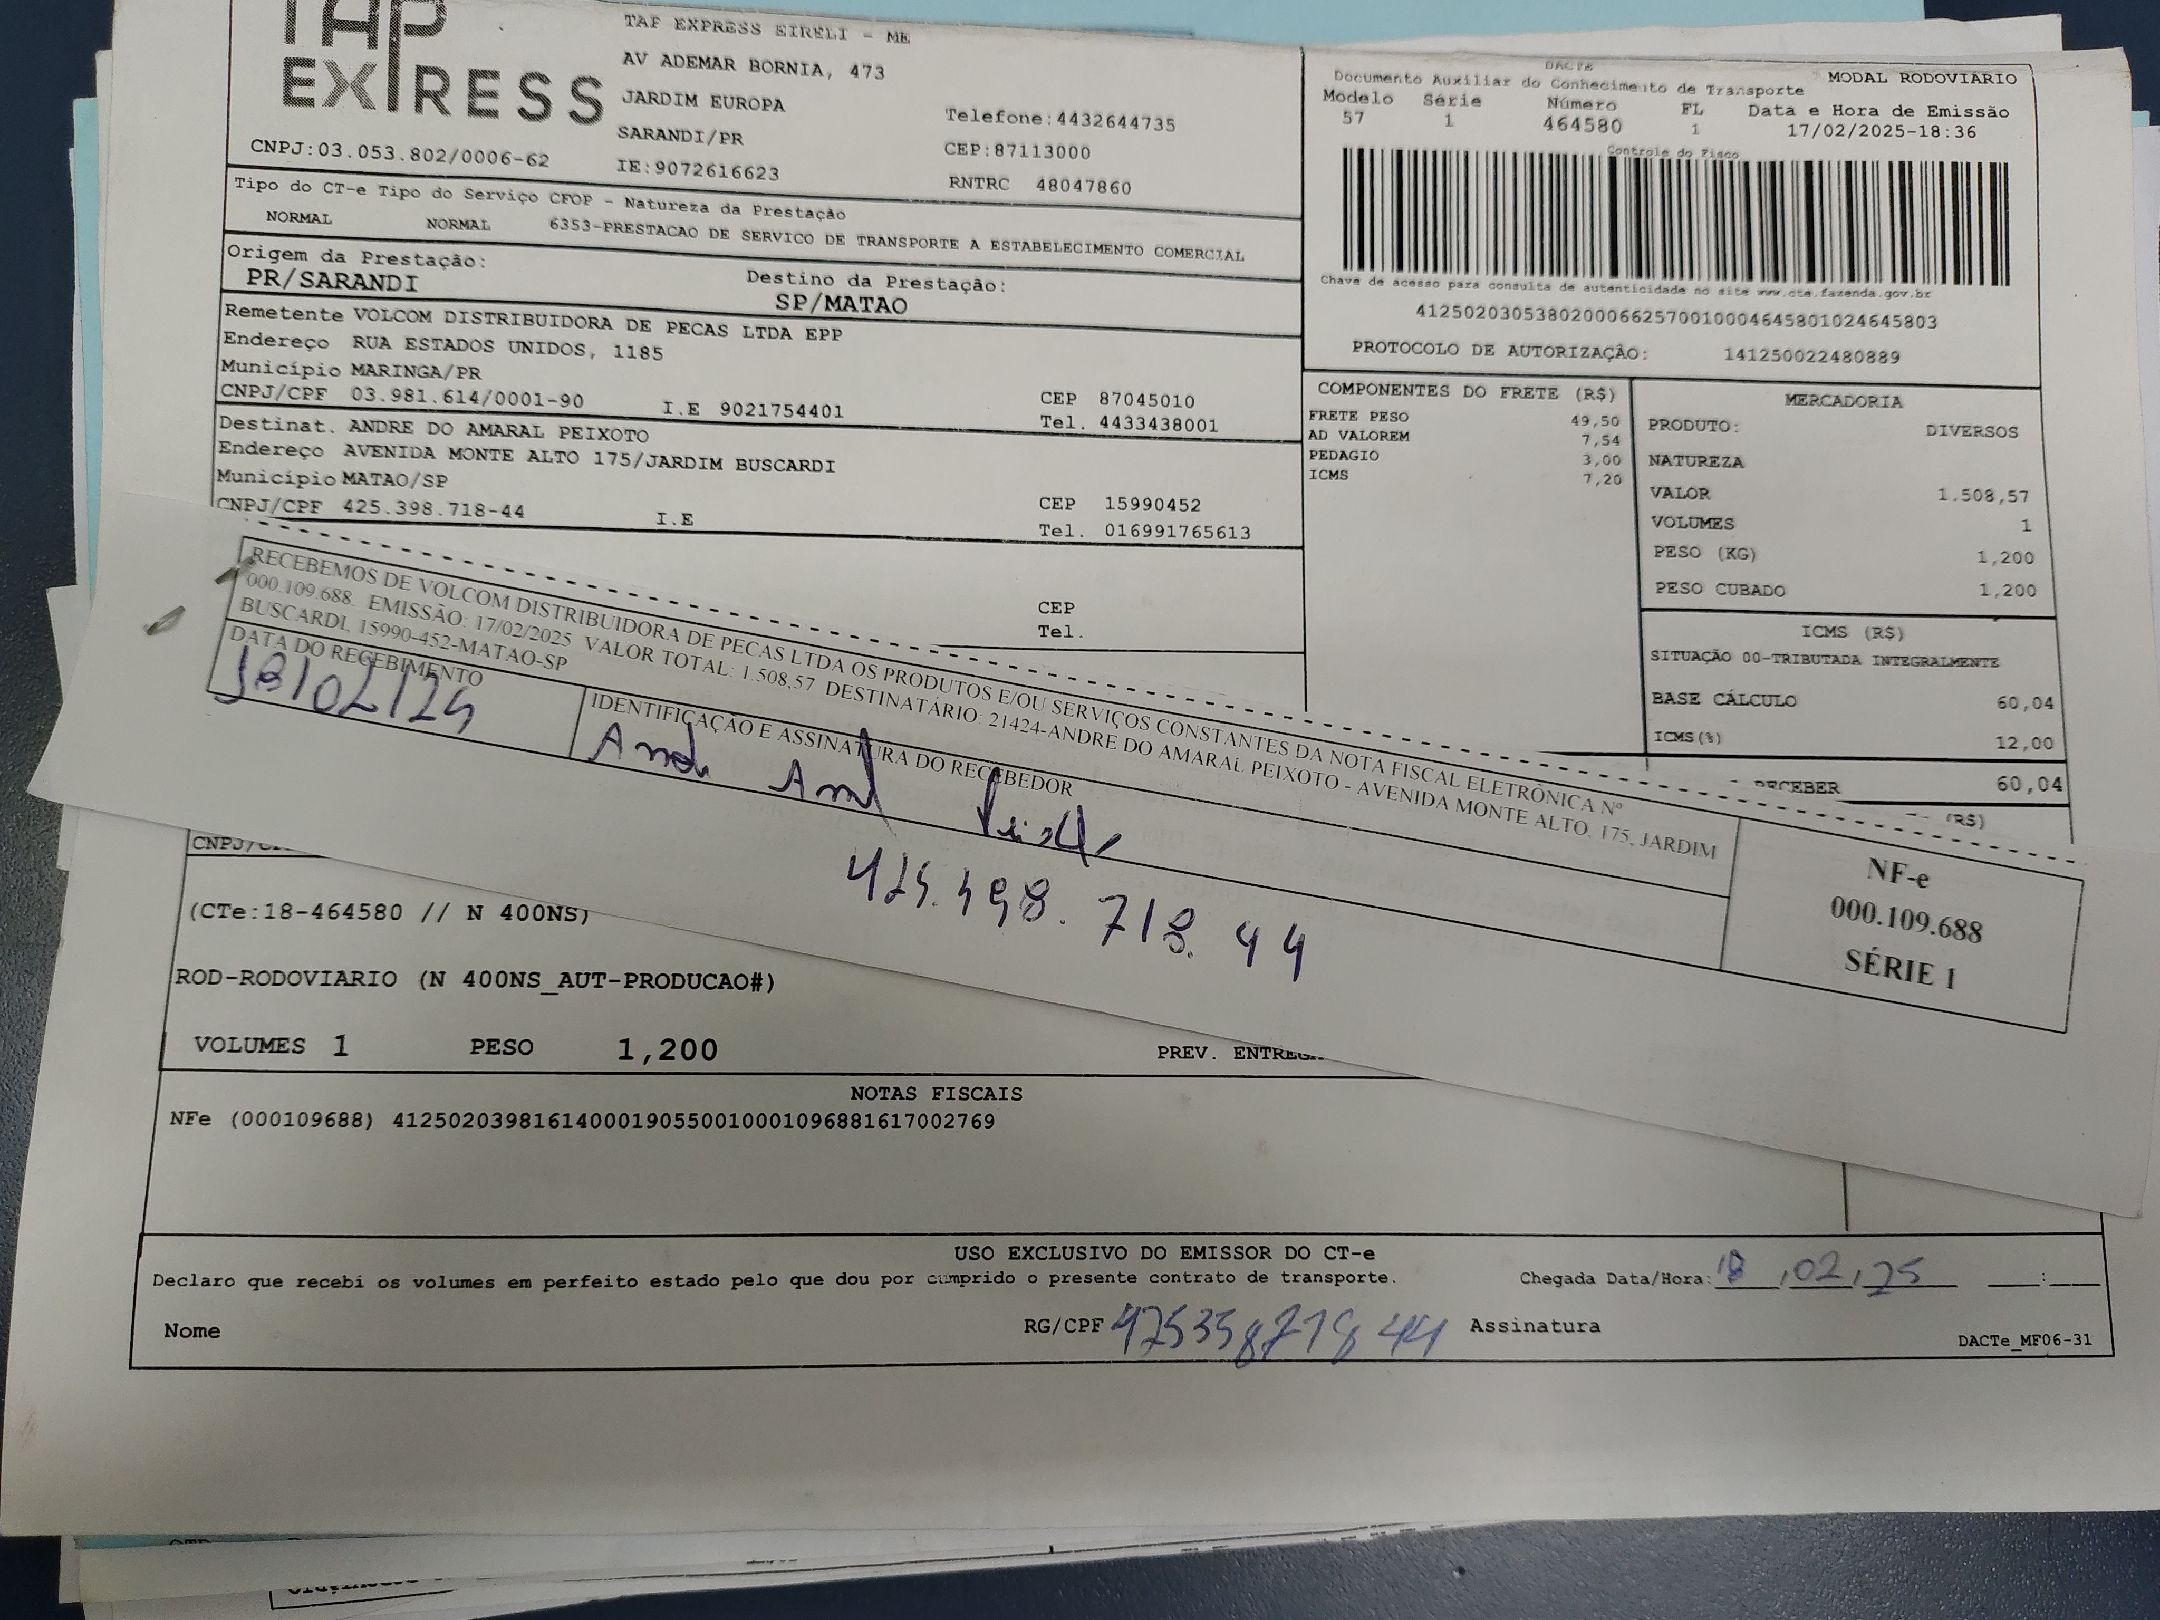 TAP
EXPRESS
TAP EXPRESS EIRELI - ME
AV ADEMAR BORNIA, 473
JARDIM EUROPA
SARANDI/PR
Telefone:4432644735
CEP:87113000
CNPJ:03.053.802/0006-62
IE:9072616623
RNTRC 48047860
DACTE
Documento Auxiliar do Conhecimento de Transporte
MODAL RODOVIÁRIO
Modelo Série Número FL Data e Hora de Emissão
57 1 464580 1 17/02/2025-18:36
Controle do Fisco
Chave de acesso para consulta de autenticidade no site www.cte.fazenda.gov.br
41250203053802000662570010004645801024645803
PROTOCOLO DE AUTORIZAÇÃO: 141250022480889
Tipo do CT-e Tipo do Serviço CFOP - Natureza da Prestação
NORMAL NORMAL 6353-PRESTACAO DE SERVICO DE TRANSPORTE A ESTABELECIMENTO COMERCIAL
Origem da Prestação: Destino da Prestação:
PR/SARANDI SP/MATAO
Remetente VOLCOM DISTRIBUIDORA DE PECAS LTDA EPP
Endereço RUA ESTADOS UNIDOS, 1185
Município MARINGA/PR CEP 87045010
CNPJ/CPF 03.981.614/0001-90 I.E 9021754401 Tel. 4433438001
Destinat. ANDRE DO AMARAL PEIXOTO
Endereço AVENIDA MONTE ALTO 175/JARDIM BUSCARDI
Município MATAO/SP CEP 15990452
CNPJ/CPF 425.398.718-44 I.E Tel. 016991765613
CEP
Tel.
COMPONENTES DO FRETE (R$)
FRETE PESO 49,50
AD VALOREM 7,54
PEDAGIO 3,00
ICMS 7,20
MERCADORIA
PRODUTO: DIVERSOS
NATUREZA
VALOR 1.508,57
VOLUMES 1
PESO (KG) 1,200
PESO CUBADO 1,200
ICMS (R$)
SITUAÇÃO 00-TRIBUTADA INTEGRALMENTE
BASE CÁLCULO 60,04
ICMS(%) 12,00
RECEBER 60,04
(R$)
RECEBEMOS DE VOLCOM DISTRIBUIDORA DE PECAS LTDA OS PRODUTOS E/OU SERVIÇOS CONSTANTES DA NOTA FISCAL ELETRÔNICA Nº
000.109.688. EMISSÃO: 17/02/2025 VALOR TOTAL: 1.508,57 DESTINATÁRIO: 21424-ANDRE DO AMARAL PEIXOTO - AVENIDA MONTE ALTO, 175, JARDIM
BUSCARDI, 15990-452-MATAO-SP
DATA DO RECEBIMENTO
18/02/25
IDENTIFICAÇÃO E ASSINATURA DO RECEBEDOR
NF-e
000.109.688
SÉRIE 1
CNPJ/
(CTe:18-464580 // N 400NS)
ROD-RODOVIARIO (N 400NS_AUT-PRODUCAO#)
VOLUMES 1 PESO 1,200 PREV. ENTREGA
NOTAS FISCAIS
NFe (000109688) 41250203981614000190550010001096881617002769
USO EXCLUSIVO DO EMISSOR DO CT-e
Declaro que recebi os volumes em perfeito estado pelo que dou por cumprido o presente contrato de transporte. Chegada Data/Hora: 18,02,25 :
Nome RG/CPF Assinatura
DACTe_MF06-31